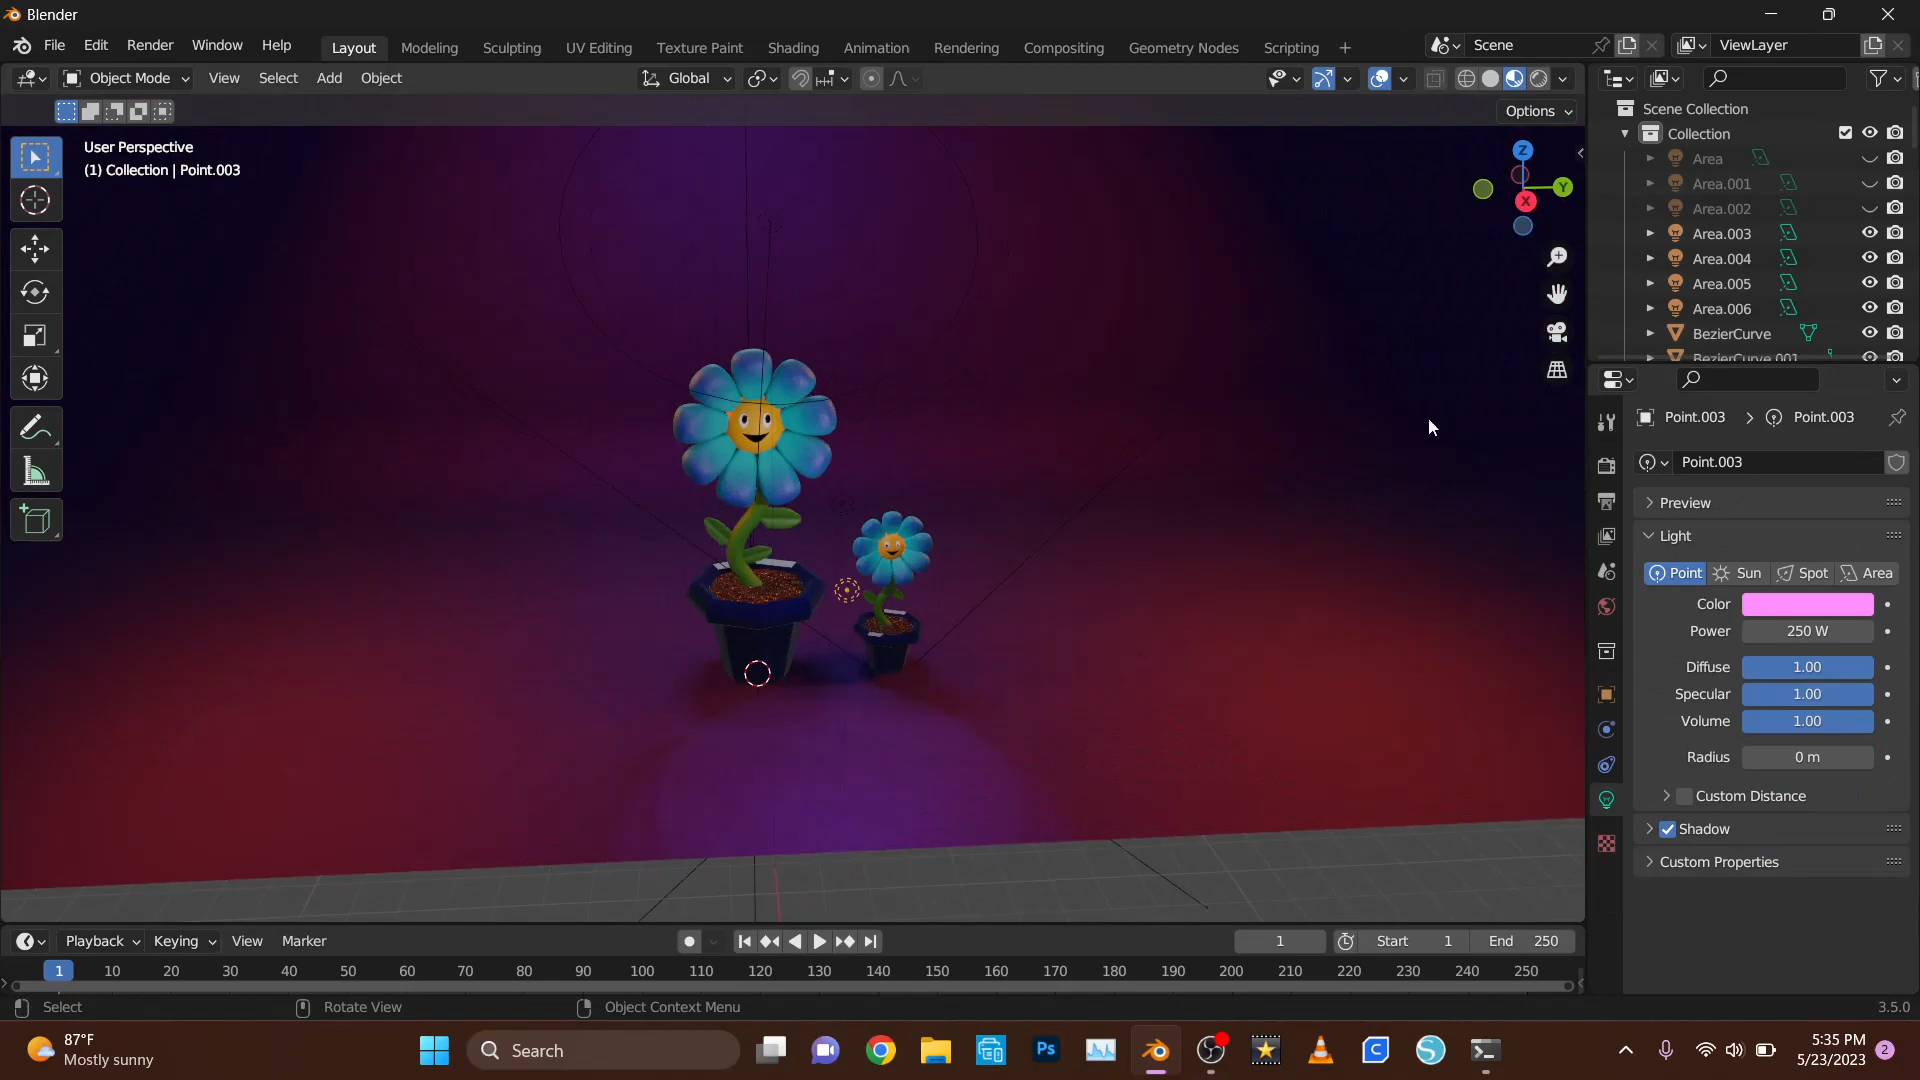 Blender
File Edit Render Window Help
Layout Modeling Sculpting UV Editing Texture Paint Shading Animation Rendering Compositing Geometry Nodes Scripting +
Scene
ViewLayer
Object Mode View Select Add Object
Global
Options
User Perspective
(1) Collection | Point.003
Z
Y
X
Scene Collection
Collection
Area
Area.001
Area.002
Area.003
Area.004
Area.005
Area.006
BezierCurve
BezierCurve.001
Point.003 > Point.003
Point.003
Preview
Light
Point Sun Spot Area
Color
Power 250 W
Diffuse 1.00
Specular 1.00
Volume 1.00
Radius 0 m
Custom Distance
Shadow
Custom Properties
Playback Keying View Marker
1
Start 1
End 250
1 10 20 30 40 50 60 70 80 90 100 110 120 130 140 150 160 170 180 190 200 210 220 230 240 250
Select
Rotate View
Object Context Menu
3.5.0
87°F
Mostly sunny
Search
Ps
C
5:35 PM
5/23/2023
2